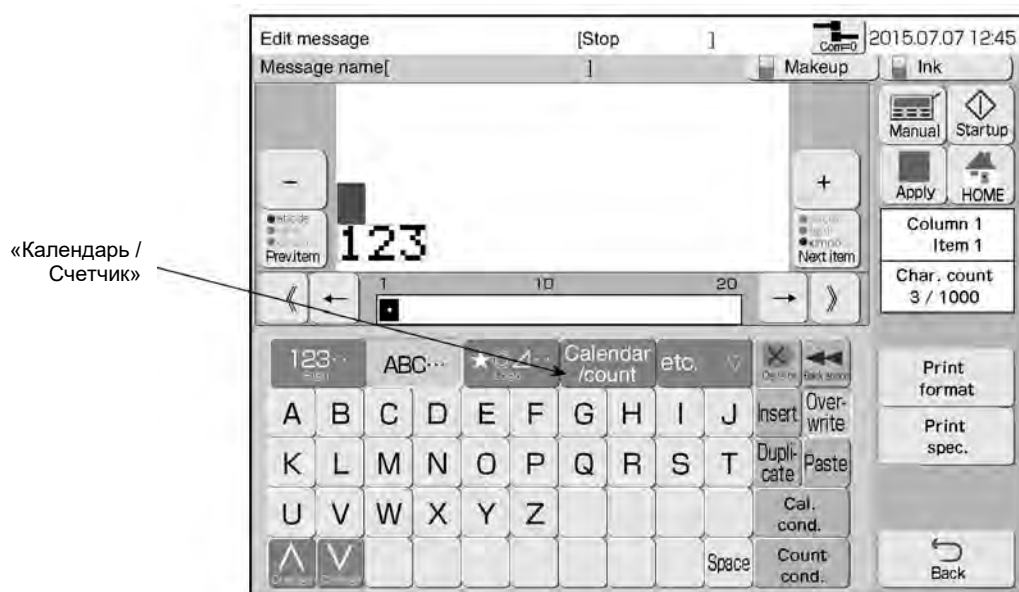 Edit message [Stop ] Com=0 2015.07.07 12:45
Message name[ ] Makeup Ink
Manual Startup
− +
Apply HOME
123
Prev.item Next item
Column 1
Item 1
«Календарь /
Счетчик»
1 10 20
《 ← → 》
Char. count
3 / 1000
123·· ABC··· Calendar
/count etc.
Print
format
A B C D E F G H I J Insert Over-
write
Print
spec.
K L M N O P Q R S T Dupli-
cate Paste
U V W X Y Z Cal.
cond.
Space Count
cond.
Back